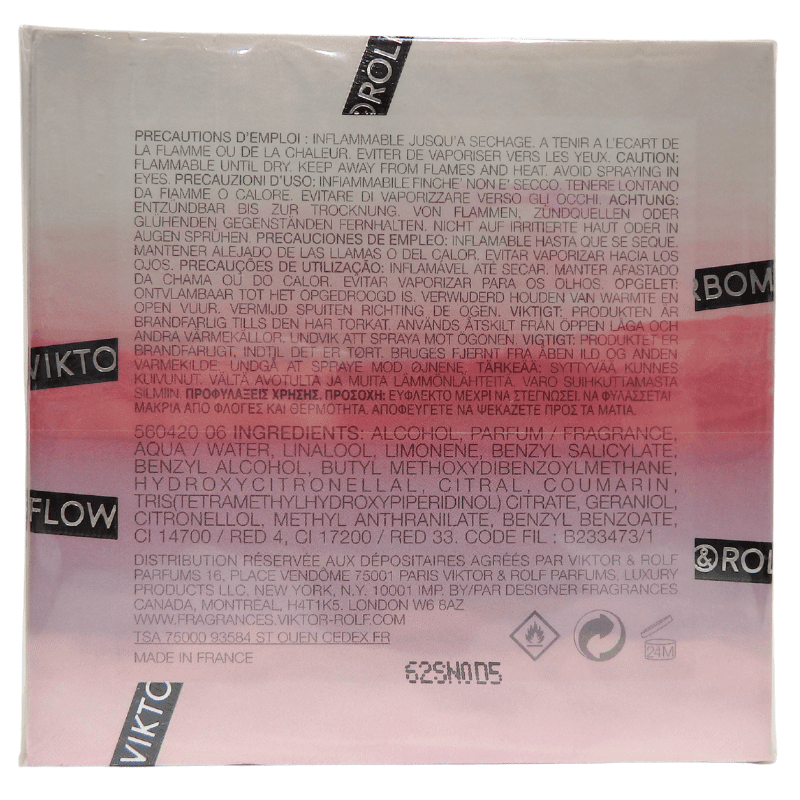 ROL
PRECAUTIONS D'EMPLOI : INFLAMMABLE JUSQU'A SECHAGE. A TENIR A L'ECART DE
LA FLAMME OU DE LA CHALEUR. EVITER DE VAPORISER VERS LES YEUX. CAUTION:
FLAMMABLE UNTIL DRY. KEEP AWAY FROM FLAMES AND HEAT. AVOID SPRAYING IN
EYES. PRECAUZIONI D'USO: INFIAMMABILE FINCHE' NON E' SECCO. TENERE LONTANO
DA FIAMME O CALORE. EVITARE DI VAPORIZZARE VERSO GLI OCCHI. ACHTUNG:
ENTZÜNDBAR BIS ZUR TROCKNUNG. VON FLAMMEN, ZÜNDQUELLEN ODER
GLÜHENDEN GEGENSTÄNDEN FERNHALTEN. NICHT AUF IRRITIERTE HAUT ODER IN
AUGEN SPRÜHEN. PRECAUCIONES DE EMPLEO: INFLAMABLE HASTA QUE SE SEQUE.
MANTENER ALEJADO DE LAS LLAMAS O DEL CALOR. EVITAR VAPORIZAR HACIA LOS
OJOS. PRECAUÇÕES DE UTILIZAÇÃO: INFLAMÁVEL ATÉ SECAR. MANTER AFASTADO
DA CHAMA OU DO CALOR. EVITAR VAPORIZAR PARA OS OLHOS. OPGELET:
ONTVLAMBAAR TOT HET OPGEDROOGD IS. VERWIJDERD HOUDEN VAN WARMTE EN
OPEN VUUR. VERMIJD SPUITEN RICHTING DE OGEN. VIKTIGT: PRODUKTEN ÄR
BRANDFARLIG TILLS DEN HAR TORKAT. ANVÄNDS ÅTSKILT FRÅN ÖPPEN LÅGA OCH
ANDRA VÄRMEKÄLLOR. UNDVIK ATT SPRAYA MOT ÖGONEN. VIGTIGT: PRODUKTET ER
BRANDFARLIGT, INDTIL DET ER TØRT. BRUGES FJERNT FRA ÅBEN ILD OG ANDEN
VARMEKILDE. UNDGÅ AT SPRAYE MOD ØJNENE. TÄRKEÄÄ: SYTTYVÄÄ KUNNES
KUIVUNUT. VÄLTÄ AVOTULTA JA MUITA LÄMMÖNLÄHTEITÄ. VARO SUIHKUTTAMASTA
SILMIIN. ΠΡΟΦΥΛΑΞΕΙΣ ΧΡΗΣΗΣ. ΠΡΟΣΟΧΗ: ΕΥΦΛΕΚΤΟ ΜΕΧΡΙ ΝΑ ΣΤΕΓΝΩΣΕΙ ΝΑ ΦΥΛΑΣΣΕΤΑΙ
ΜΑΚΡΙΑ ΑΠΟ ΦΛΟΓΕΣ ΚΑΙ ΘΕΡΜΟΤΗΤΑ. ΑΠΟΦΕΥΓΕΤΕ ΝΑ ΨΕΚΑΖΕΤΕ ΠΡΟΣ ΤΑ ΜΑΤΙΑ.
RBOM
VIKTO
560420 06 INGREDIENTS: ALCOHOL, PARFUM / FRAGRANCE,
AQUA / WATER, LINALOOL, LIMONENE, BENZYL SALICYLATE,
BENZYL ALCOHOL, BUTYL METHOXYDIBENZOYLMETHANE,
HYDROXYCITRONELLAL, CITRAL, COUMARIN,
TRIS(TETRAMETHYLHYDROXYPIPERIDINOL) CITRATE, GERANIOL,
CITRONELLOL, METHYL ANTHRANILATE, BENZYL BENZOATE,
CI 14700 / RED 4, CI 17200 / RED 33. CODE FIL : B233473/1
FLOW
&ROL
DISTRIBUTION RÉSERVÉE AUX DÉPOSITAIRES AGRÉÉS PAR VIKTOR & ROLF
PARFUMS 16, PLACE VENDÔME 75001 PARIS VIKTOR & ROLF PARFUMS, LUXURY
PRODUCTS LLC, NEW YORK, N.Y. 10001 IMP. BY/PAR DESIGNER FRAGRANCES
CANADA, MONTRÉAL, H4T1K5. LONDON W6 8AZ
WWW.FRAGRANCES.VIKTOR-ROLF.COM
TSA 75000 93584 ST OUEN CEDEX FR
MADE IN FRANCE
24M
62SN0D5
VIKTO